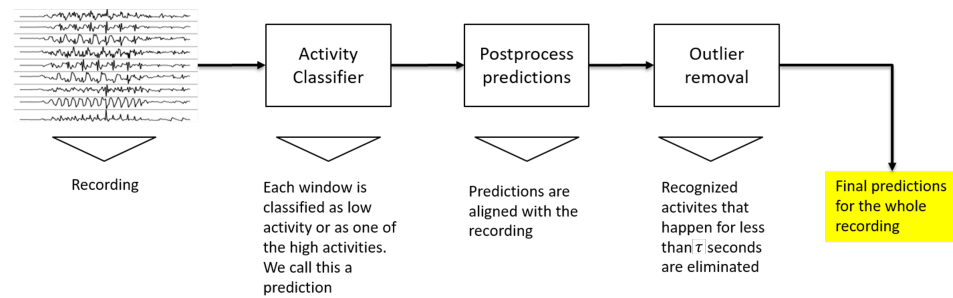 Activity
Classifier
Postprocess
predictions
Outlier
removal
Recording
Each window is
classified as low
activity or as one of
the high activities.
We call this a
prediction
Predictions are
aligned with the
recording
Recognized
activites that
happen for less
than τ seconds
are eliminated
Final predictions
for the whole
recording